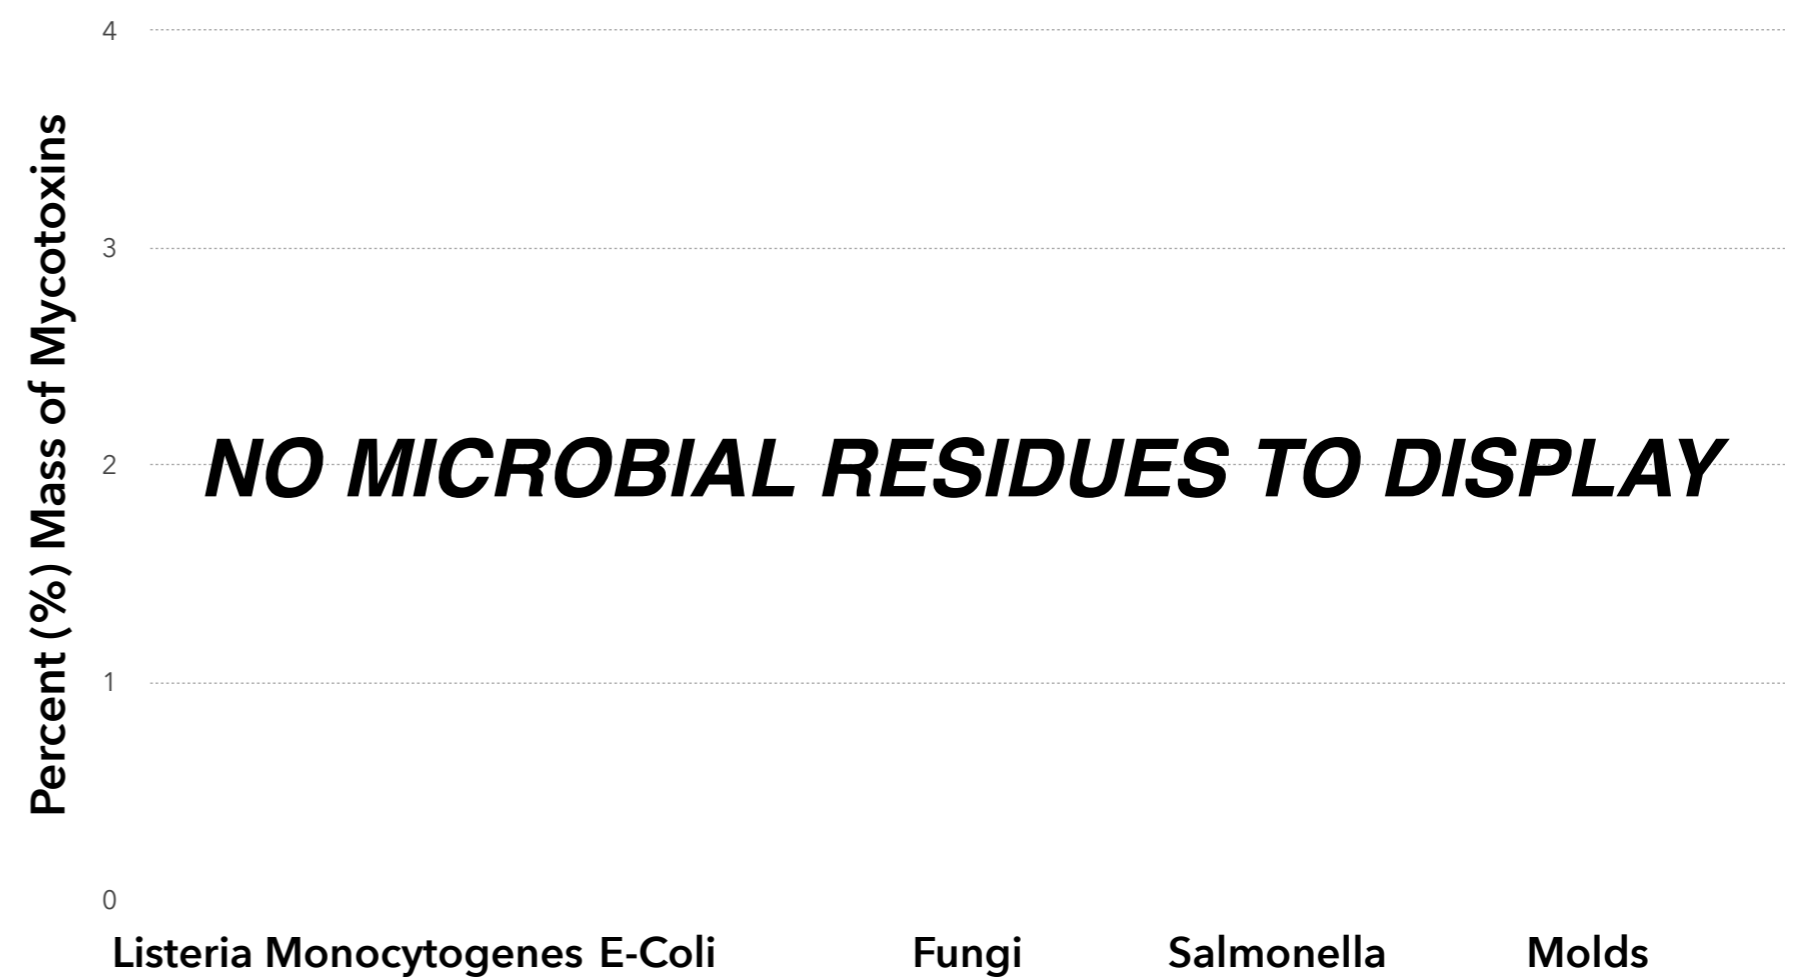 4
Percent (%) Mass of Mycotoxins
3
2
NO MICROBIAL RESIDUES TO DISPLAY
1
0
Listeria Monocytogenes E-Coli Fungi Salmonella Molds